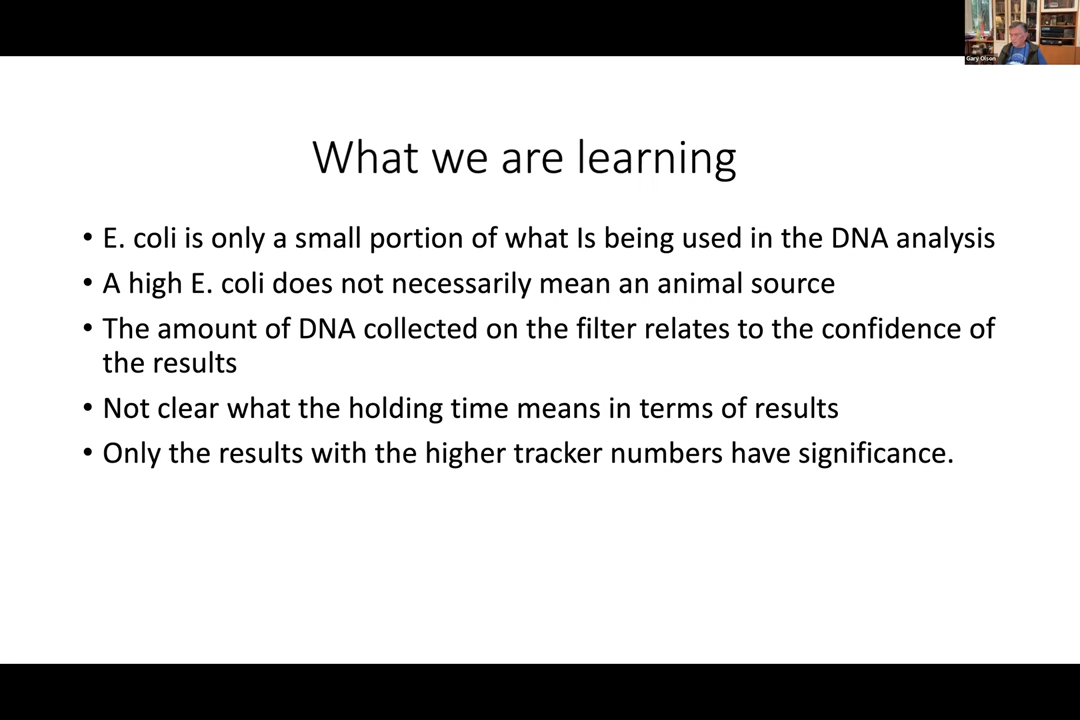 Gary Olson
What we are learning
• E. coli is only a small portion of what Is being used in the DNA analysis
• A high E. coli does not necessarily mean an animal source
• The amount of DNA collected on the filter relates to the confidence of
the results
• Not clear what the holding time means in terms of results
• Only the results with the higher tracker numbers have significance.